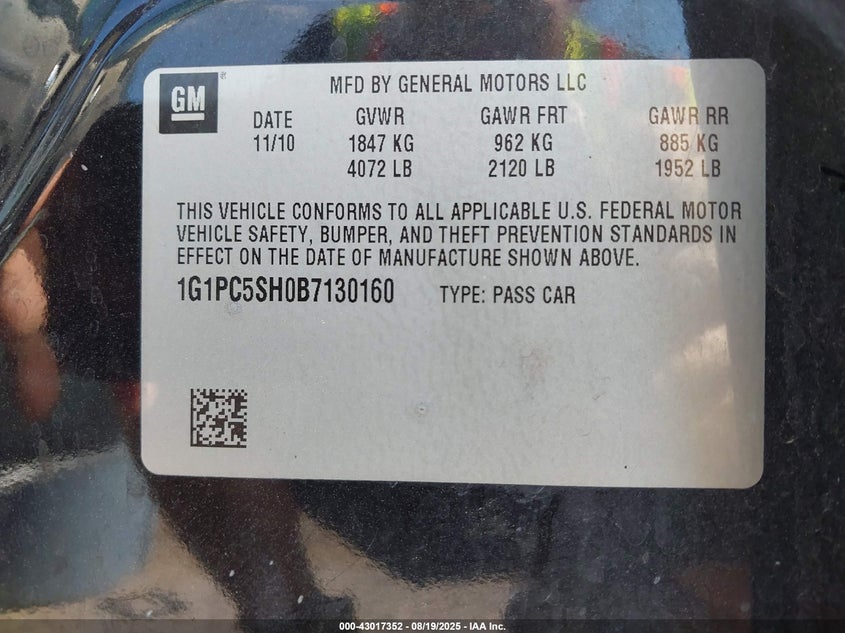 GM
MFD BY GENERAL MOTORS LLC
DATE GVWR GAWR FRT GAWR RR
11/10 1847 KG 962 KG 885 KG
4072 LB 2120 LB 1952 LB
THIS VEHICLE CONFORMS TO ALL APPLICABLE U.S. FEDERAL MOTOR
VEHICLE SAFETY, BUMPER, AND THEFT PREVENTION STANDARDS IN
EFFECT ON THE DATE OF MANUFACTURE SHOWN ABOVE.
1G1PC5SH0B7130160 TYPE: PASS CAR
000-43017352 - 08/19/2025 - IAA Inc.